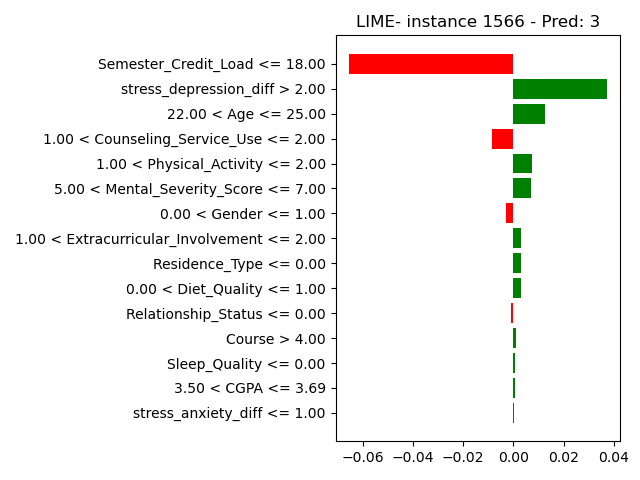 LIME- instance 1566 - Pred: 3
Semester_Credit_Load <= 18.00
stress_depression_diff > 2.00
22.00 < Age <= 25.00
1.00 < Counseling_Service_Use <= 2.00
1.00 < Physical_Activity <= 2.00
5.00 < Mental_Severity_Score <= 7.00
0.00 < Gender <= 1.00
1.00 < Extracurricular_Involvement <= 2.00
Residence_Type <= 0.00
0.00 < Diet_Quality <= 1.00
Relationship_Status <= 0.00
Course > 4.00
Sleep_Quality <= 0.00
3.50 < CGPA <= 3.69
stress_anxiety_diff <= 1.00
−0.06 −0.04 −0.02 0.00 0.02 0.04